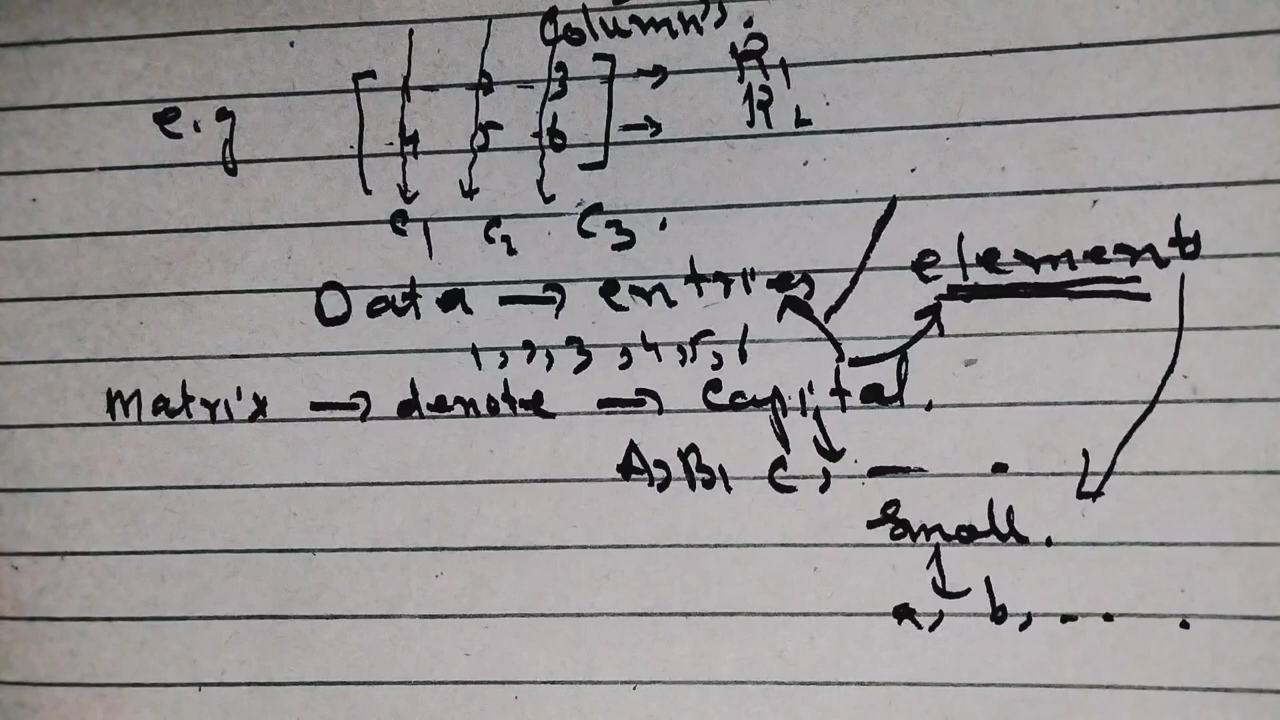 Columns.
e.g [ 1 2 3 ] → R1
4 5 6 → R2
C1 C2 C3.
Data → entries / elements
1, 2, 3, 4, 5, 6
Matrix → denote → Capital.
A, B, C, — .
Small.
a, b, - . .